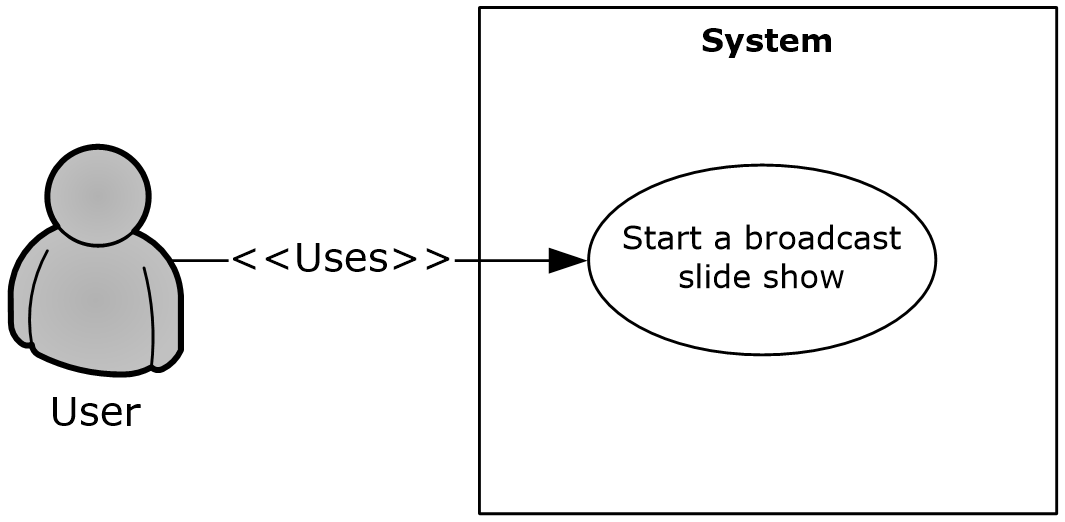 System
<<Uses>>
Start a broadcast
slide show
User